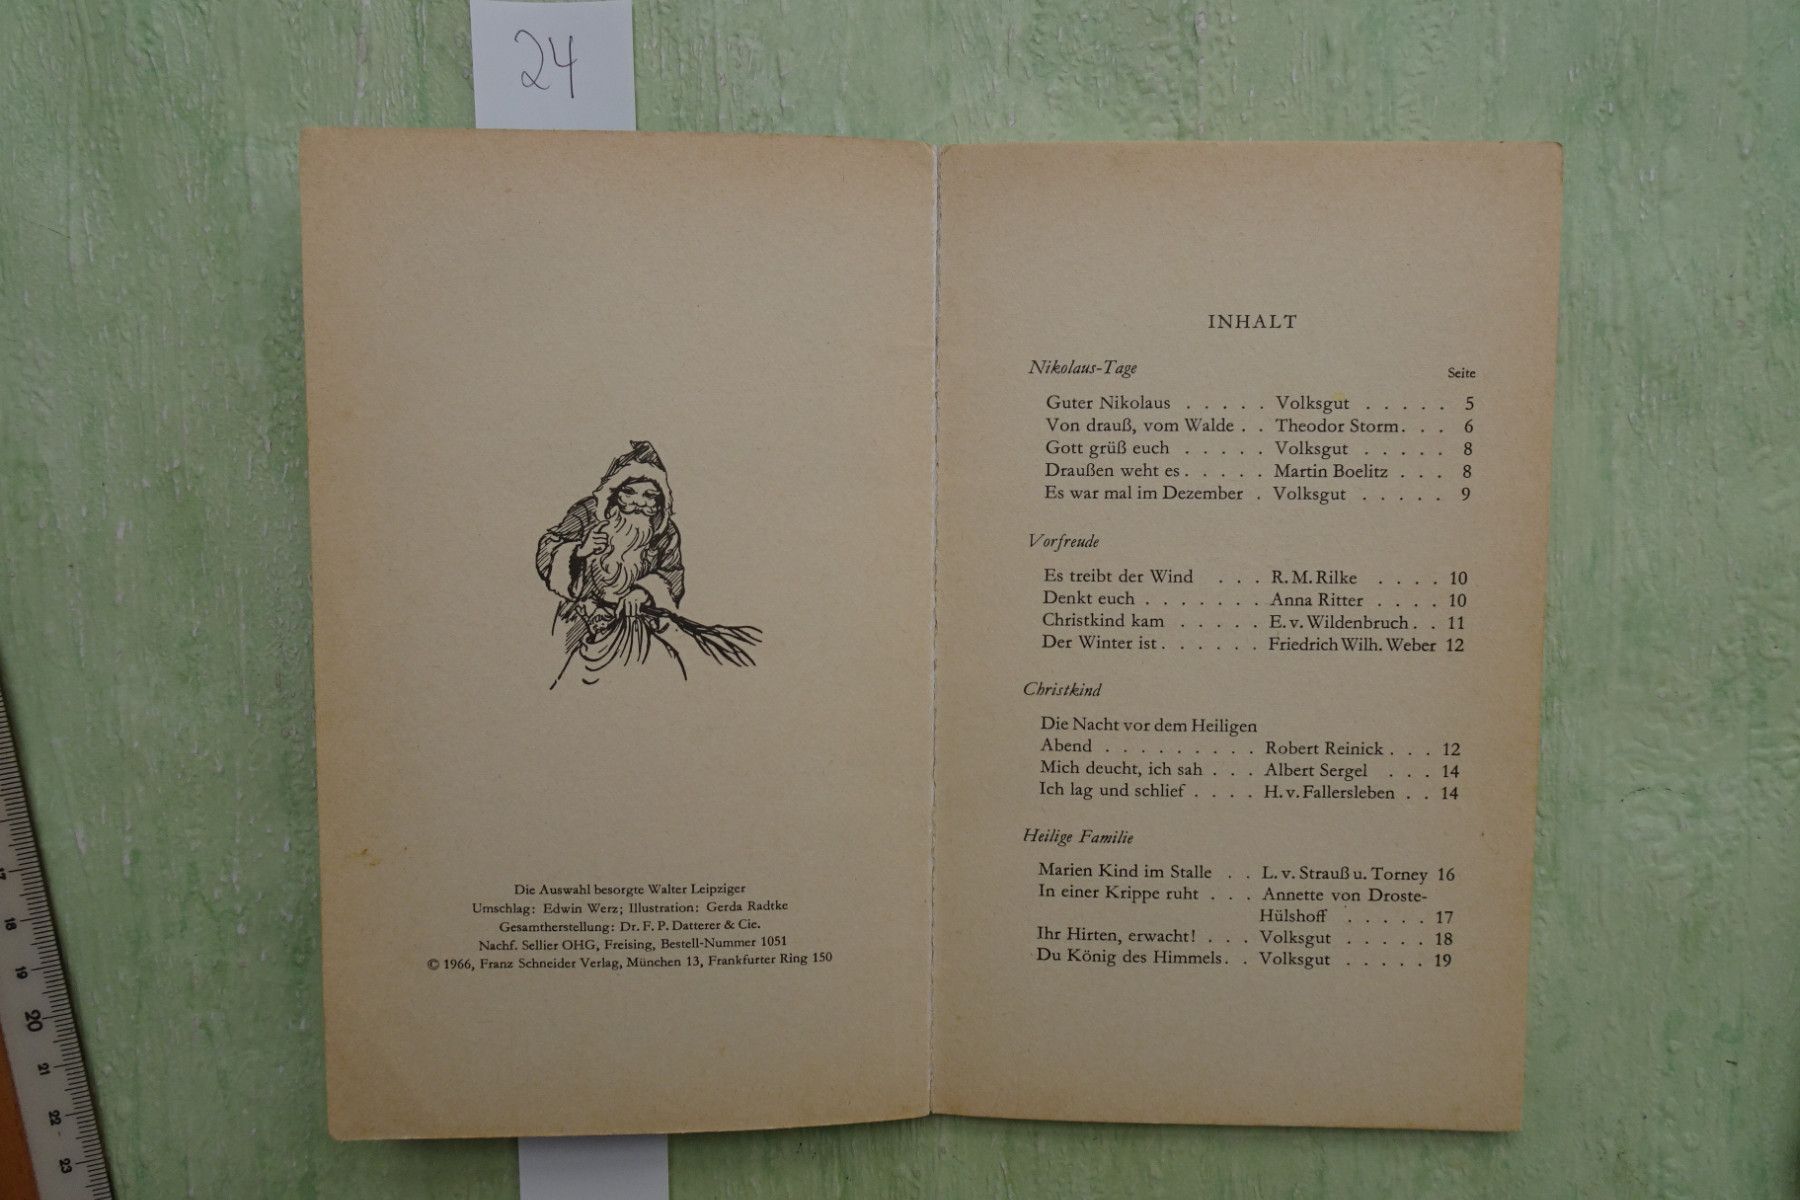 24
Die Auswahl besorgte Walter Leipziger
Umschlag: Edwin Werz; Illustration: Gerda Radtke
Gesamtherstellung: Dr. F. P. Datterer & Cie.
Nachf. Sellier OHG, Freising, Bestell-Nummer 1051
© 1966, Franz Schneider Verlag, München 13, Frankfurter Ring 150
INHALT
Nikolaus-Tage Seite
Guter Nikolaus . . . . . Volksgut . . . . . 5
Von drauß, vom Walde . . Theodor Storm . . . 6
Gott grüß euch . . . . . Volksgut . . . . . 8
Draußen weht es . . . . . Martin Boelitz . . . 8
Es war mal im Dezember . Volksgut . . . . . 9
Vorfreude
Es treibt der Wind . . . R. M. Rilke . . . . 10
Denkt euch . . . . . . . Anna Ritter . . . . 10
Christkind kam . . . . . E. v. Wildenbruch . . 11
Der Winter ist . . . . . . Friedrich Wilh. Weber 12
Christkind
Die Nacht vor dem Heiligen
Abend . . . . . . . . . Robert Reinick . . . 12
Mich deucht, ich sah . . . Albert Sergel . . . 14
Ich lag und schlief . . . . H. v. Fallersleben . . 14
Heilige Familie
Marien Kind im Stalle . . L. v. Strauß u. Torney 16
In einer Krippe ruht . . . Annette von Droste-
Hülshoff . . . . . 17
Ihr Hirten, erwacht! . . . Volksgut . . . . . 18
Du König des Himmels . . Volksgut . . . . . 19
17
18
19
20
21
22
23